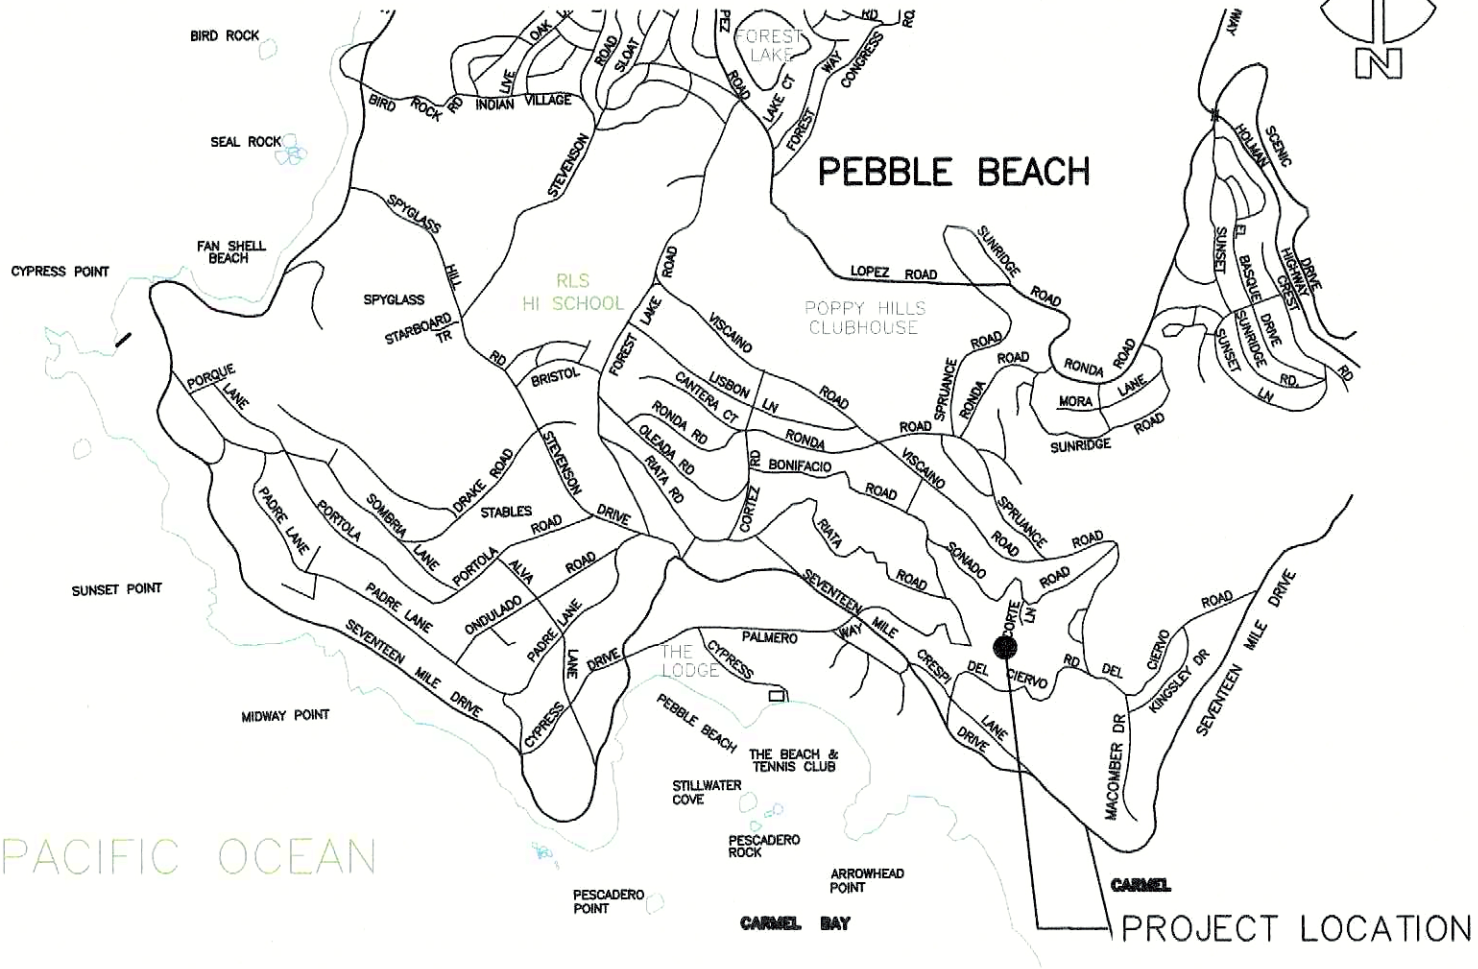 BIRD ROCK
OAK
ROAD
SLOAT
PEZ
ROAD
FOREST
LAKE
RD
RD
WAY
CONGRESS
LAKE CT
FOREST
WAY
N
LIVE
BIRD ROCK RD
INDIAN VILLAGE
SEAL ROCK
STEVENSON
PEBBLE BEACH
HOLMAN
SCENIC
SPYGLASS
HILL
RD
FAN SHELL
BEACH
CYPRESS POINT
SPYGLASS
STARBOARD
TR
RLS
HI SCHOOL
ROAD
LAKE
FOREST
LOPEZ ROAD
SUNRIDGE
ROAD
POPPY HILLS
CLUBHOUSE
SUNSET
EL
BASQUE
DRIVE
DRIVE
HIGHWAY
CREST
SUNRIDGE
RD.
SUNSET
LN
RD
VISCAINO
ROAD
LISBON
LN
CANTERA CT
BRISTOL
PORQUE
LANE
RONDA RD
OLEADA RD
RIATA RD
RONDA
ROAD
ROAD
SPRUANCE
ROAD
RONDA
RONDA
ROAD
MORA
LANE
SUNRIDGE
ROAD
RD
CORTEZ
BONIFACIO
ROAD
VISCAINO
ROAD
SPRUANCE
ROAD
STEVENSON
DRIVE
DRAKE ROAD
STABLES
PADRE LANE
PORTOLA
SOMBRIA
LANE
PORTOLA
ROAD
ALVA
LANE
ONDULADO
ROAD
PADRE LANE
PADRE LANE
RIATA
ROAD
SONADO
ROAD
CORTE
LN
SEVENTEEN
MILE
WAY
PALMERO
SUNSET POINT
SEVENTEEN MILE DRIVE
CYPRESS
DRIVE
THE
LODGE
CYPRESS
CRESPI
LANE
DRIVE
DEL
CIERVO
RD
DEL
CIERVO
ROAD
KINGSLEY DR
SEVENTEEN MILE DRIVE
MACOMBER DR
MIDWAY POINT
PEBBLE BEACH
THE BEACH &
TENNIS CLUB
STILLWATER
COVE
PESCADERO
ROCK
PACIFIC OCEAN
ARROWHEAD
POINT
PESCADERO
POINT
CARMEL
CARMEL BAY
PROJECT LOCATION